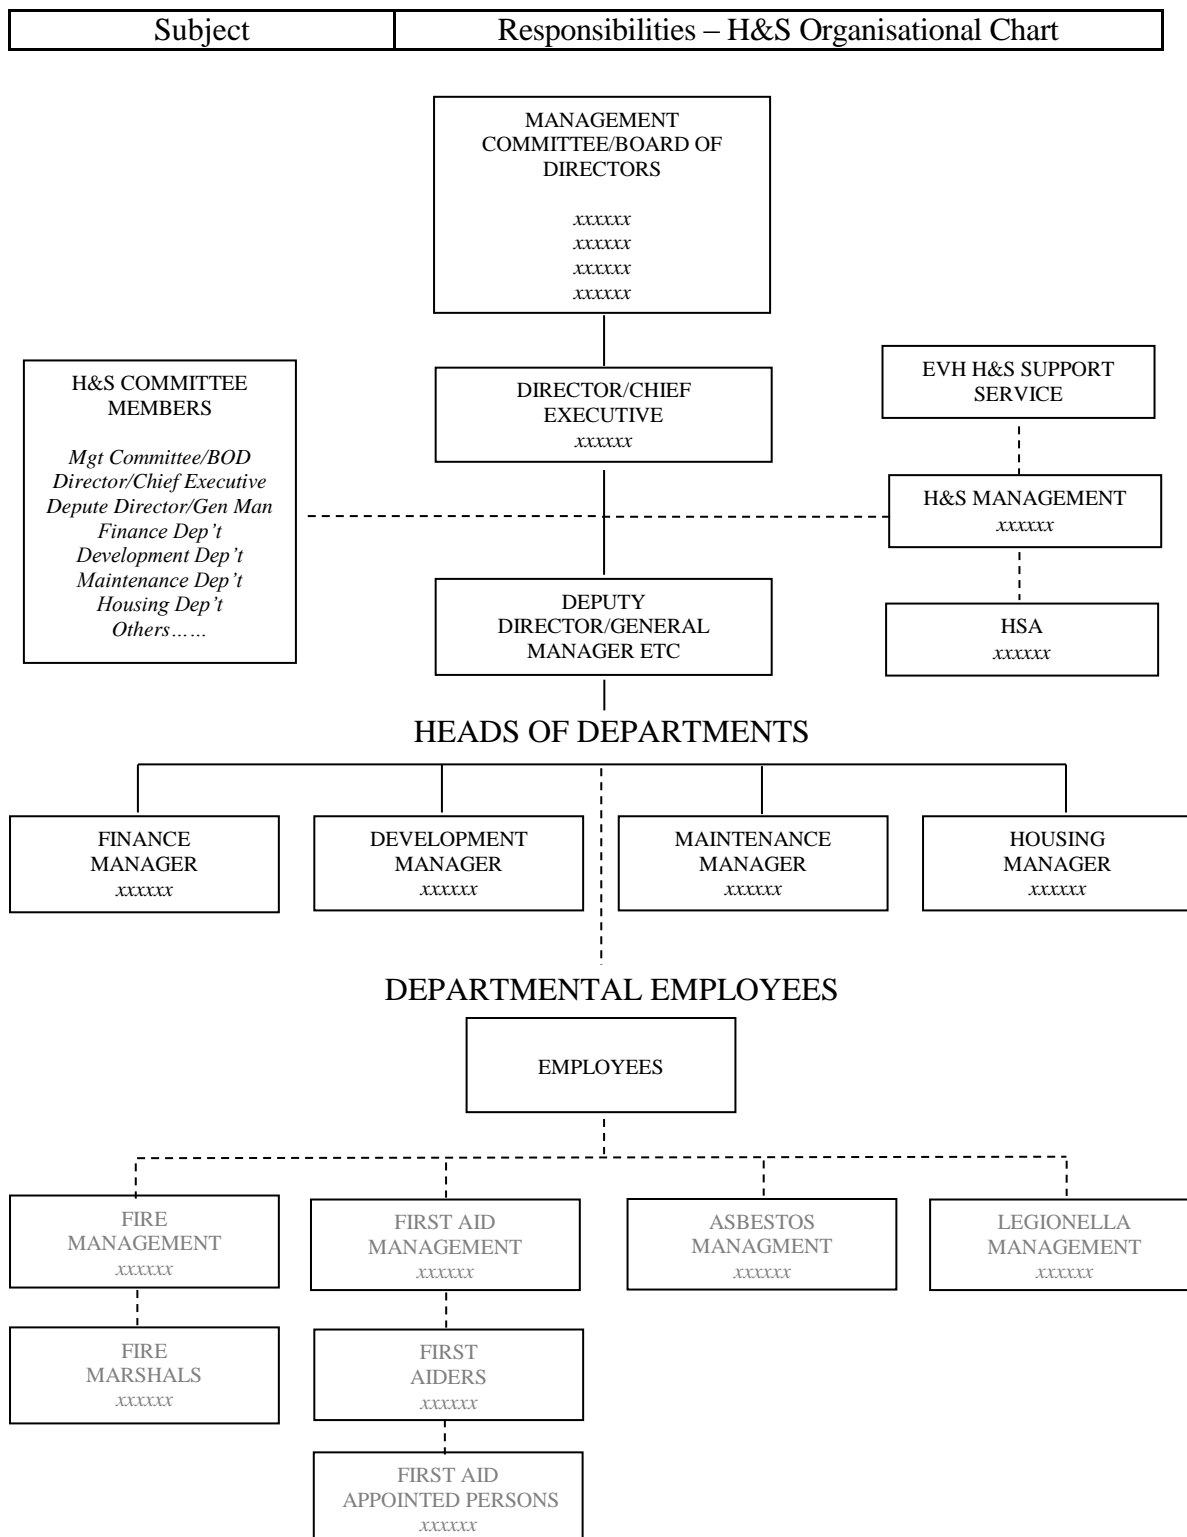 Subject
Responsibilities – H&S Organisational Chart
MANAGEMENT
COMMITTEE/BOARD OF
DIRECTORS
xxxxxx
xxxxxx
xxxxxx
xxxxxx
H&S COMMITTEE
MEMBERS
Mgt Committee/BOD
Director/Chief Executive
Depute Director/Gen Man
Finance Dep’t
Development Dep’t
Maintenance Dep’t
Housing Dep’t
Others……
DIRECTOR/CHIEF
EXECUTIVE
xxxxxx
EVH H&S SUPPORT
SERVICE
H&S MANAGEMENT
xxxxxx
DEPUTY
DIRECTOR/GENERAL
MANAGER ETC
HSA
xxxxxx
HEADS OF DEPARTMENTS
FINANCE
MANAGER
xxxxxx
DEVELOPMENT
MANAGER
xxxxxx
MAINTENANCE
MANAGER
xxxxxx
HOUSING
MANAGER
xxxxxx
DEPARTMENTAL EMPLOYEES
EMPLOYEES
FIRE
MANAGEMENT
xxxxxx
FIRST AID
MANAGEMENT
xxxxxx
ASBESTOS
MANAGMENT
xxxxxx
LEGIONELLA
MANAGEMENT
xxxxxx
FIRE
MARSHALS
xxxxxx
FIRST
AIDERS
xxxxxx
FIRST AID
APPOINTED PERSONS
xxxxxx